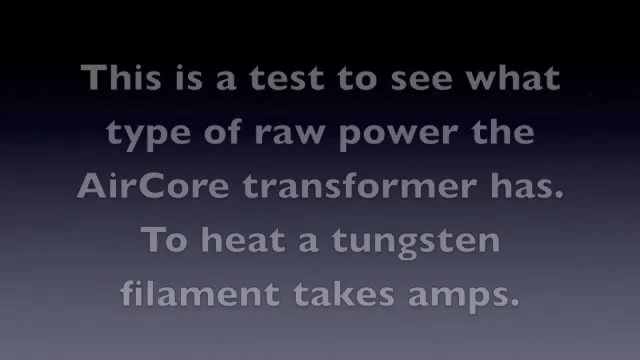 This is a test to see what
type of raw power the
AirCore transformer has.
To heat a tungsten
filament takes amps.